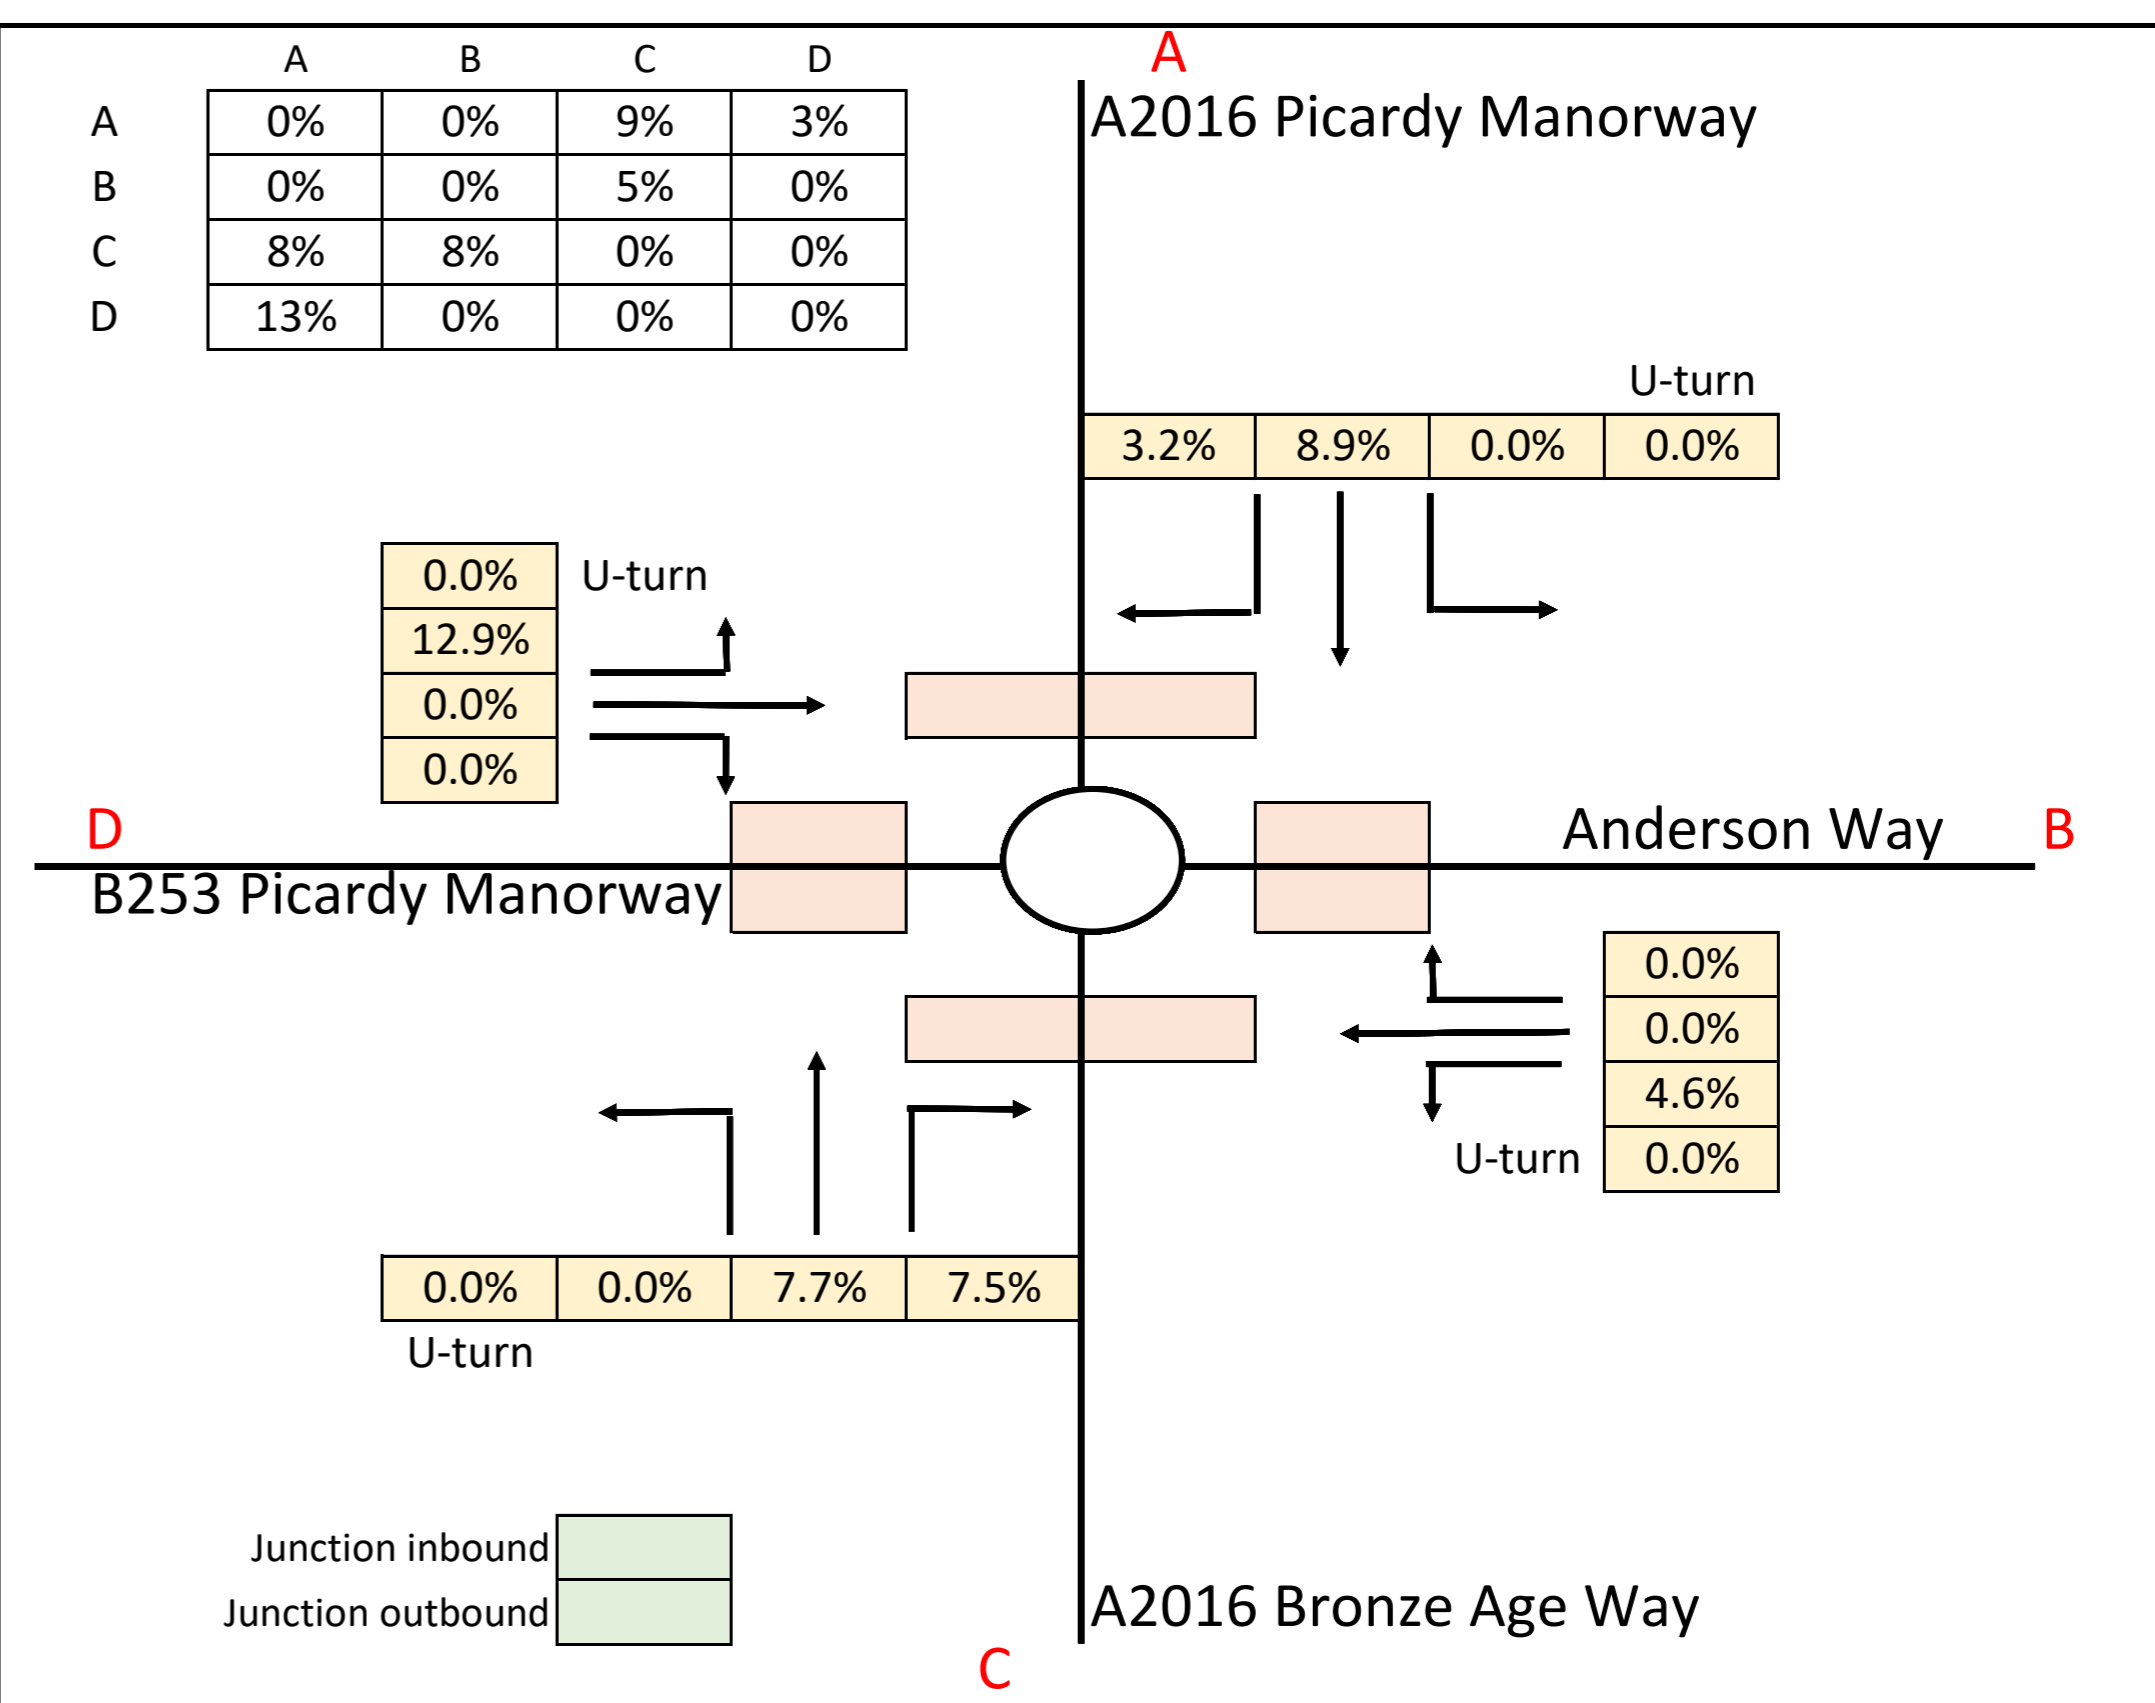 A B C D
A 0% 0% 9% 3%
B 0% 0% 5% 0%
C 8% 8% 0% 0%
D 13% 0% 0% 0%
A
A2016 Picardy Manorway
U-turn
3.2% 8.9% 0.0% 0.0%
0.0% U-turn
12.9%
0.0%
0.0%
D
B253 Picardy Manorway
Anderson Way B
0.0%
0.0%
4.6%
U-turn 0.0%
0.0% 0.0% 7.7% 7.5%
U-turn
Junction inbound
Junction outbound
A2016 Bronze Age Way
C